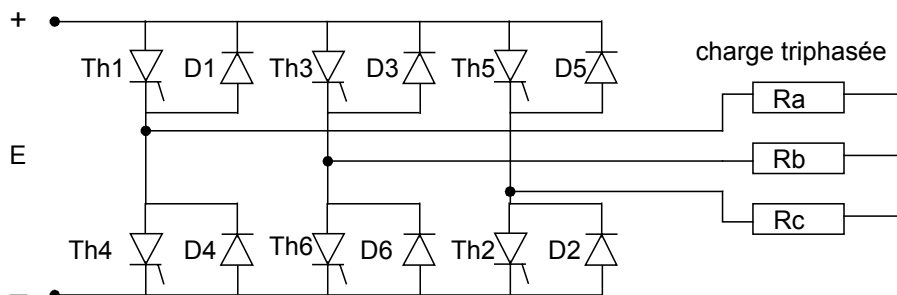 +
Th1 D1 Th3 D3 Th5 D5
charge triphasée
Ra
E
Rb
Rc
Th4 D4 Th6 D6 Th2 D2
–